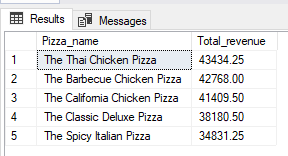 Results Messages
Pizza_name Total_revenue
1 The Thai Chicken Pizza 43434.25
2 The Barbecue Chicken Pizza 42768.00
3 The California Chicken Pizza 41409.50
4 The Classic Deluxe Pizza 38180.50
5 The Spicy Italian Pizza 34831.25